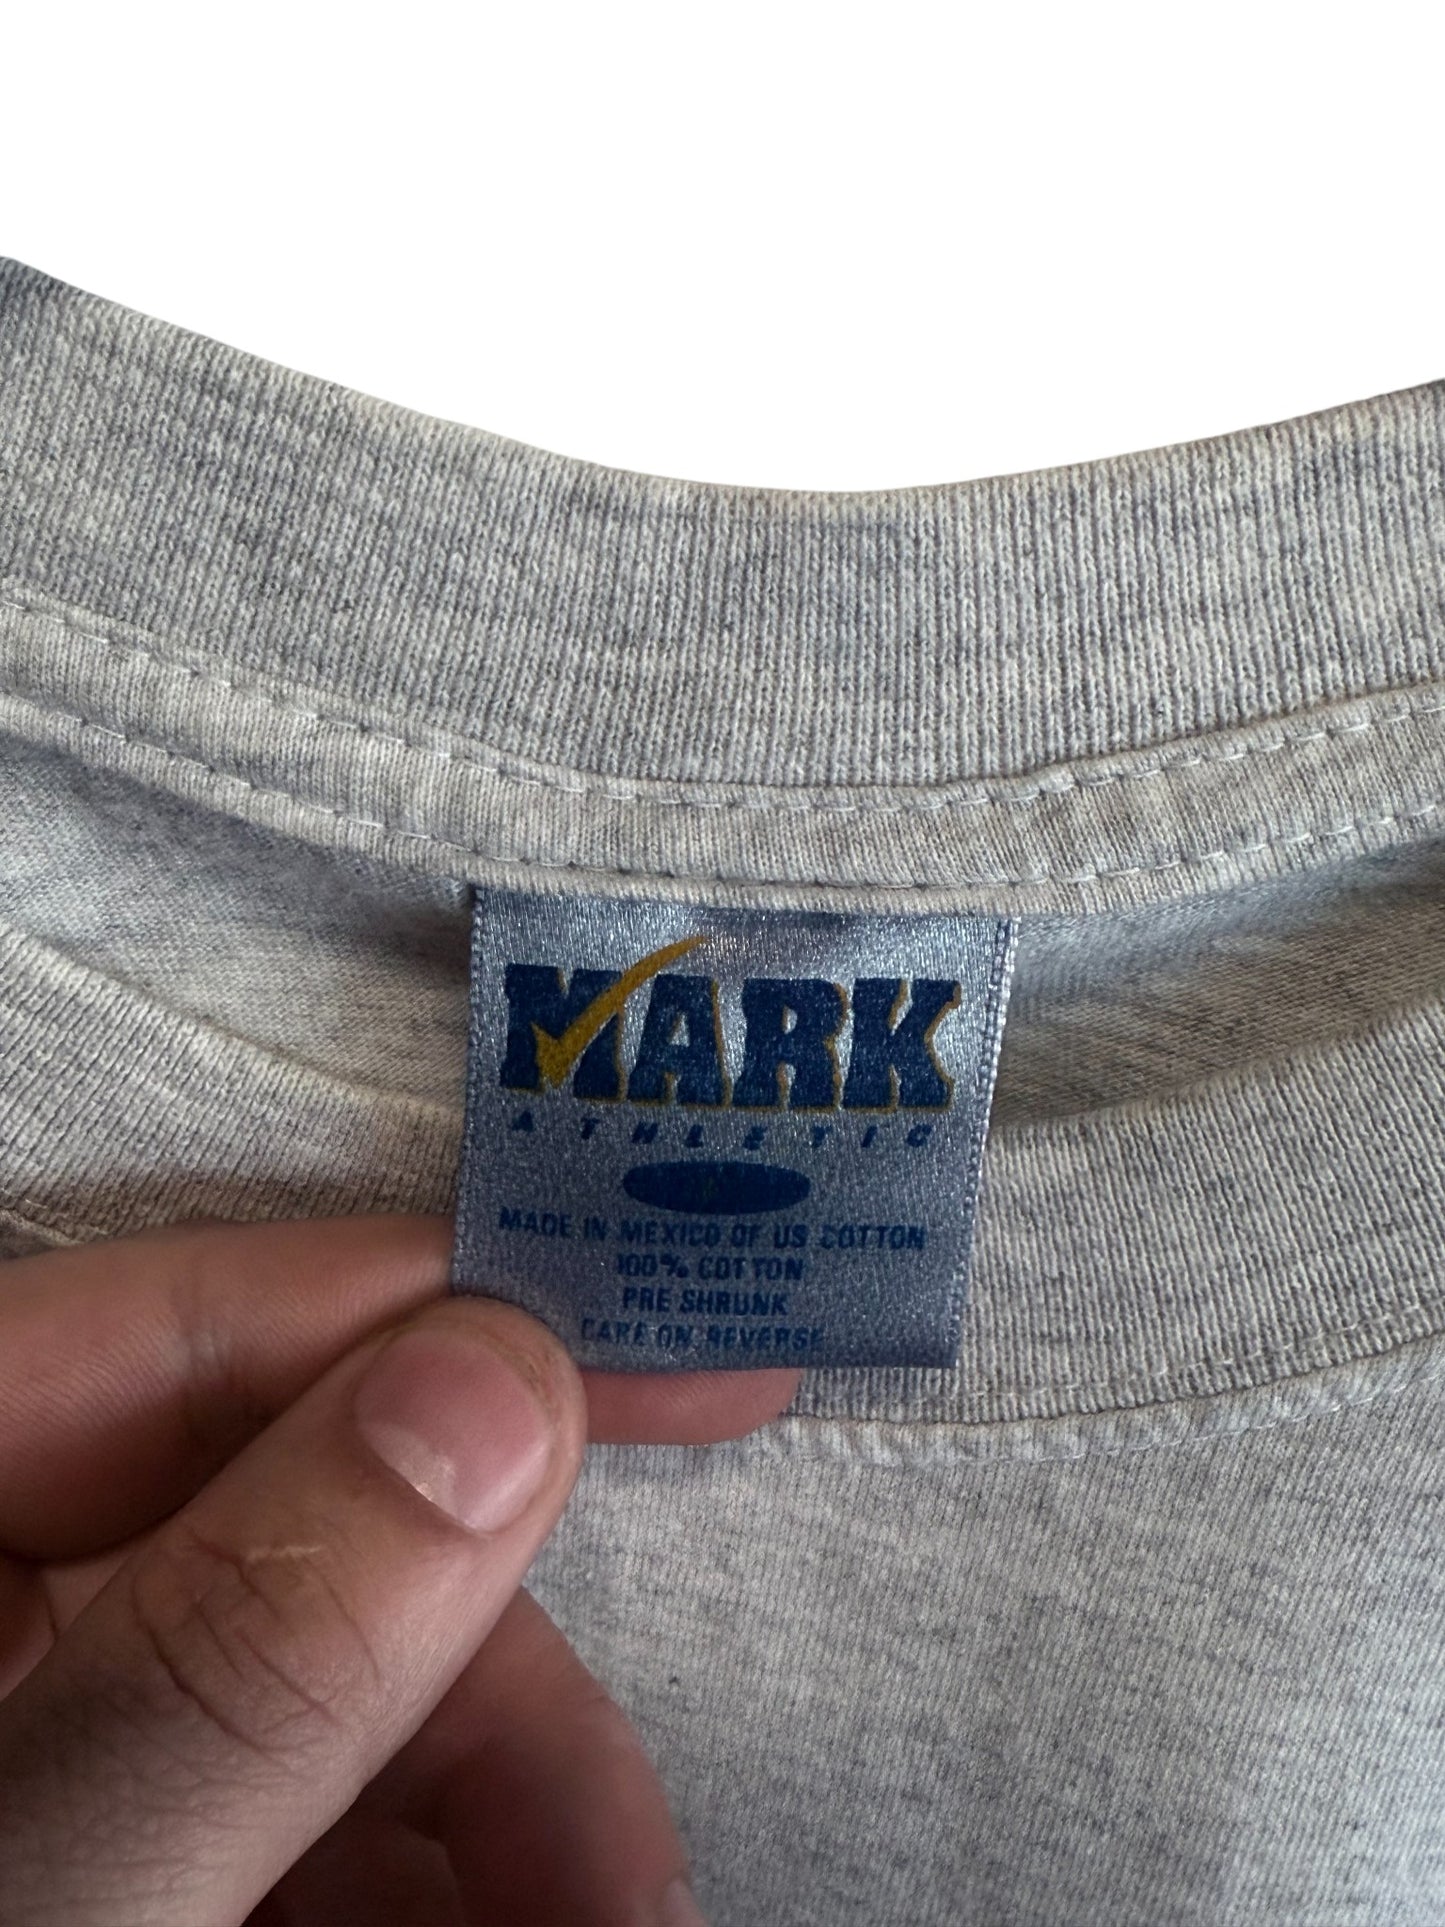 MARK
ATHLETIC
MADE IN MEXICO OF US COTTON
100% COTTON
PRE SHRUNK
CARE ON REVERSE